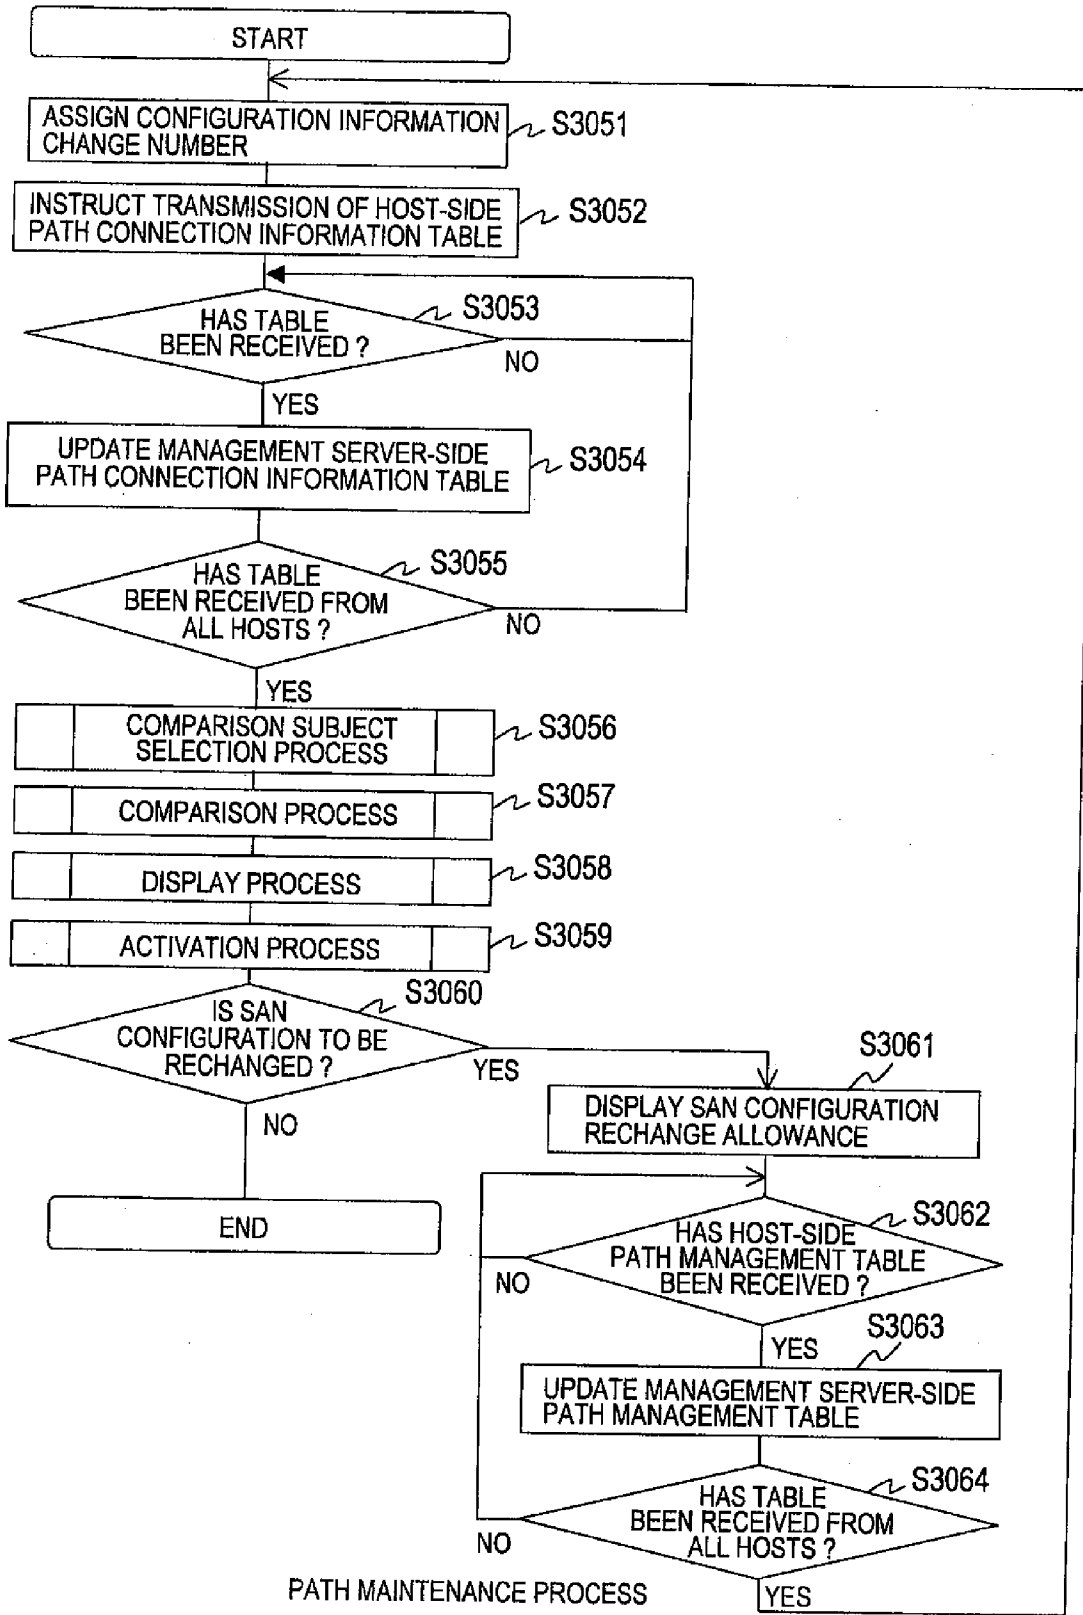 START
ASSIGN CONFIGURATION INFORMATION
CHANGE NUMBER
S3051
INSTRUCT TRANSMISSION OF HOST-SIDE
PATH CONNECTION INFORMATION TABLE
S3052
HAS TABLE
BEEN RECEIVED ?
S3053
NO
YES
UPDATE MANAGEMENT SERVER-SIDE
PATH CONNECTION INFORMATION TABLE
S3054
HAS TABLE
BEEN RECEIVED FROM
ALL HOSTS ?
S3055
NO
YES
COMPARISON SUBJECT
SELECTION PROCESS
S3056
COMPARISON PROCESS
S3057
DISPLAY PROCESS
S3058
ACTIVATION PROCESS
S3059
IS SAN
CONFIGURATION TO BE
RECHANGED ?
S3060
YES
NO
END
S3061
DISPLAY SAN CONFIGURATION
RECHANGE ALLOWANCE
HAS HOST-SIDE
PATH MANAGEMENT TABLE
BEEN RECEIVED ?
S3062
NO
YES
S3063
UPDATE MANAGEMENT SERVER-SIDE
PATH MANAGEMENT TABLE
HAS TABLE
BEEN RECEIVED FROM
ALL HOSTS ?
S3064
NO
YES
PATH MAINTENANCE PROCESS